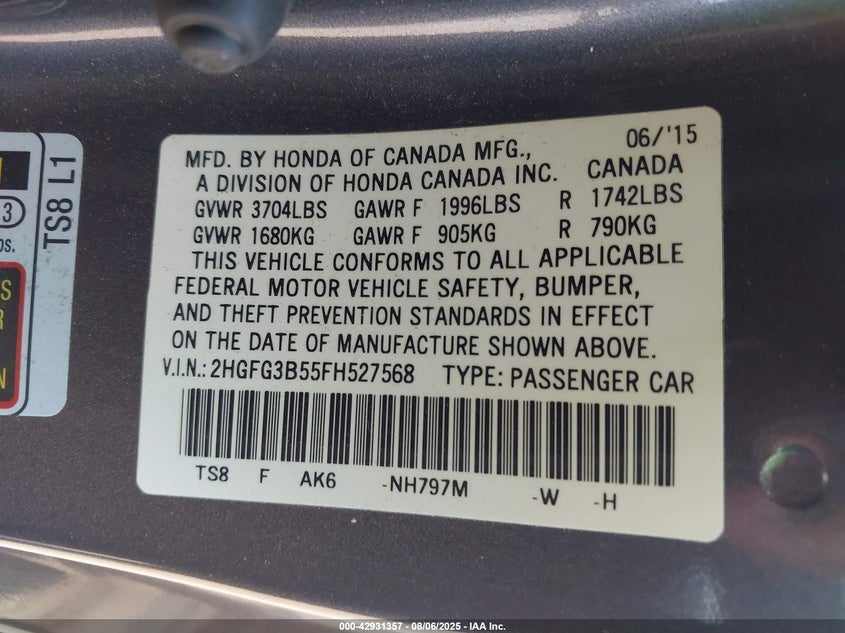 06/'15
MFD. BY HONDA OF CANADA MFG.,
A DIVISION OF HONDA CANADA INC. CANADA
GVWR 3704LBS GAWR F 1996LBS R 1742LBS
GVWR 1680KG GAWR F 905KG R 790KG
THIS VEHICLE CONFORMS TO ALL APPLICABLE
FEDERAL MOTOR VEHICLE SAFETY, BUMPER,
AND THEFT PREVENTION STANDARDS IN EFFECT
ON THE DATE OF MANUFACTURE SHOWN ABOVE.
V.I.N.: 2HGFG3B55FH527568 TYPE: PASSENGER CAR
TS8 F AK6 -NH797M -W -H
TS8 L1
3
000-42931357 - 08/06/2025 - IAA Inc.